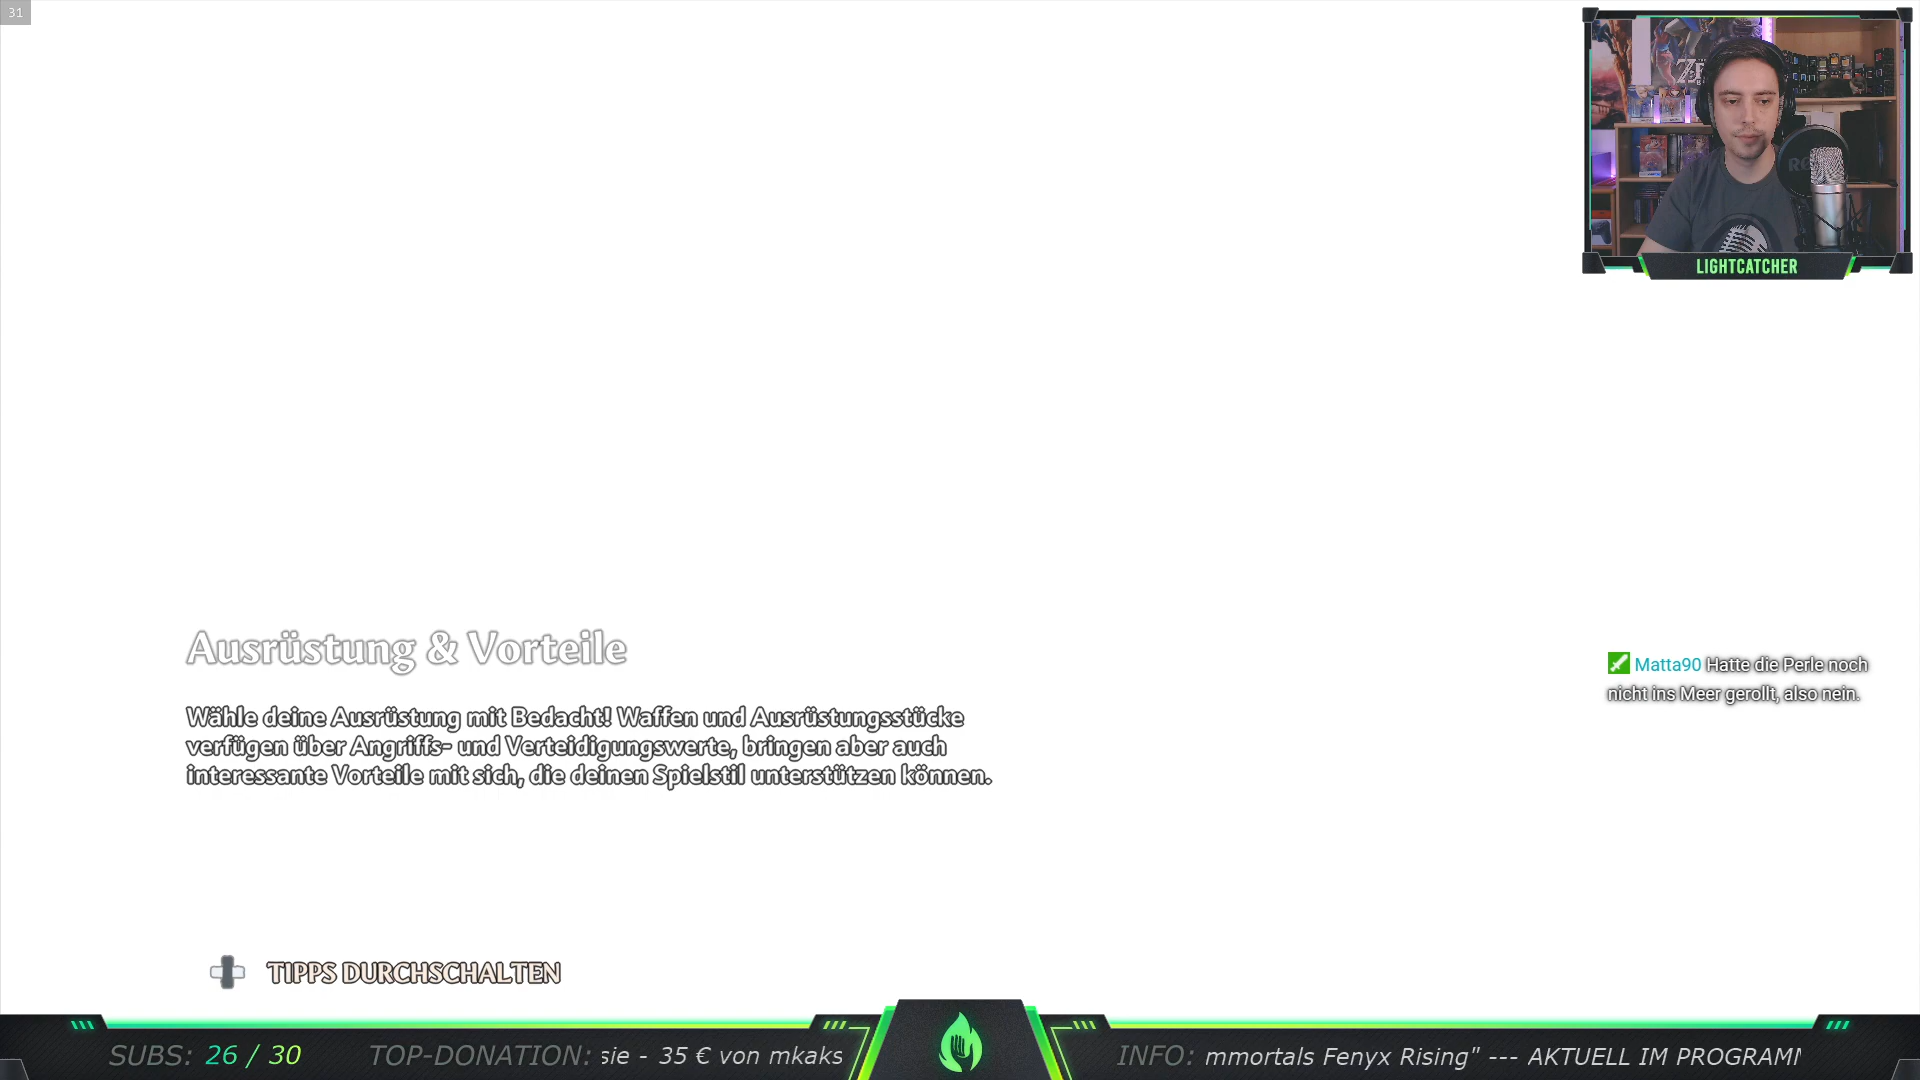 31
LIGHTCATCHER
Ausrüstung & Vorteile
Matta90 Hatte die Perle noch
nicht ins Meer gerollt, also nein.
Wähle deine Ausrüstung mit Bedacht! Waffen und Ausrüstungsstücke
verfügen über Angriffs- und Verteidigungswerte, bringen aber auch
interessante Vorteile mit sich, die deinen Spielstil unterstützen können.
TIPPS DURCHSCHALTEN
SUBS: 26 / 30 TOP-DONATION: sie - 35 € von mkaks INFO: mmortals Fenyx Rising" --- AKTUELL IM PROGRAMM